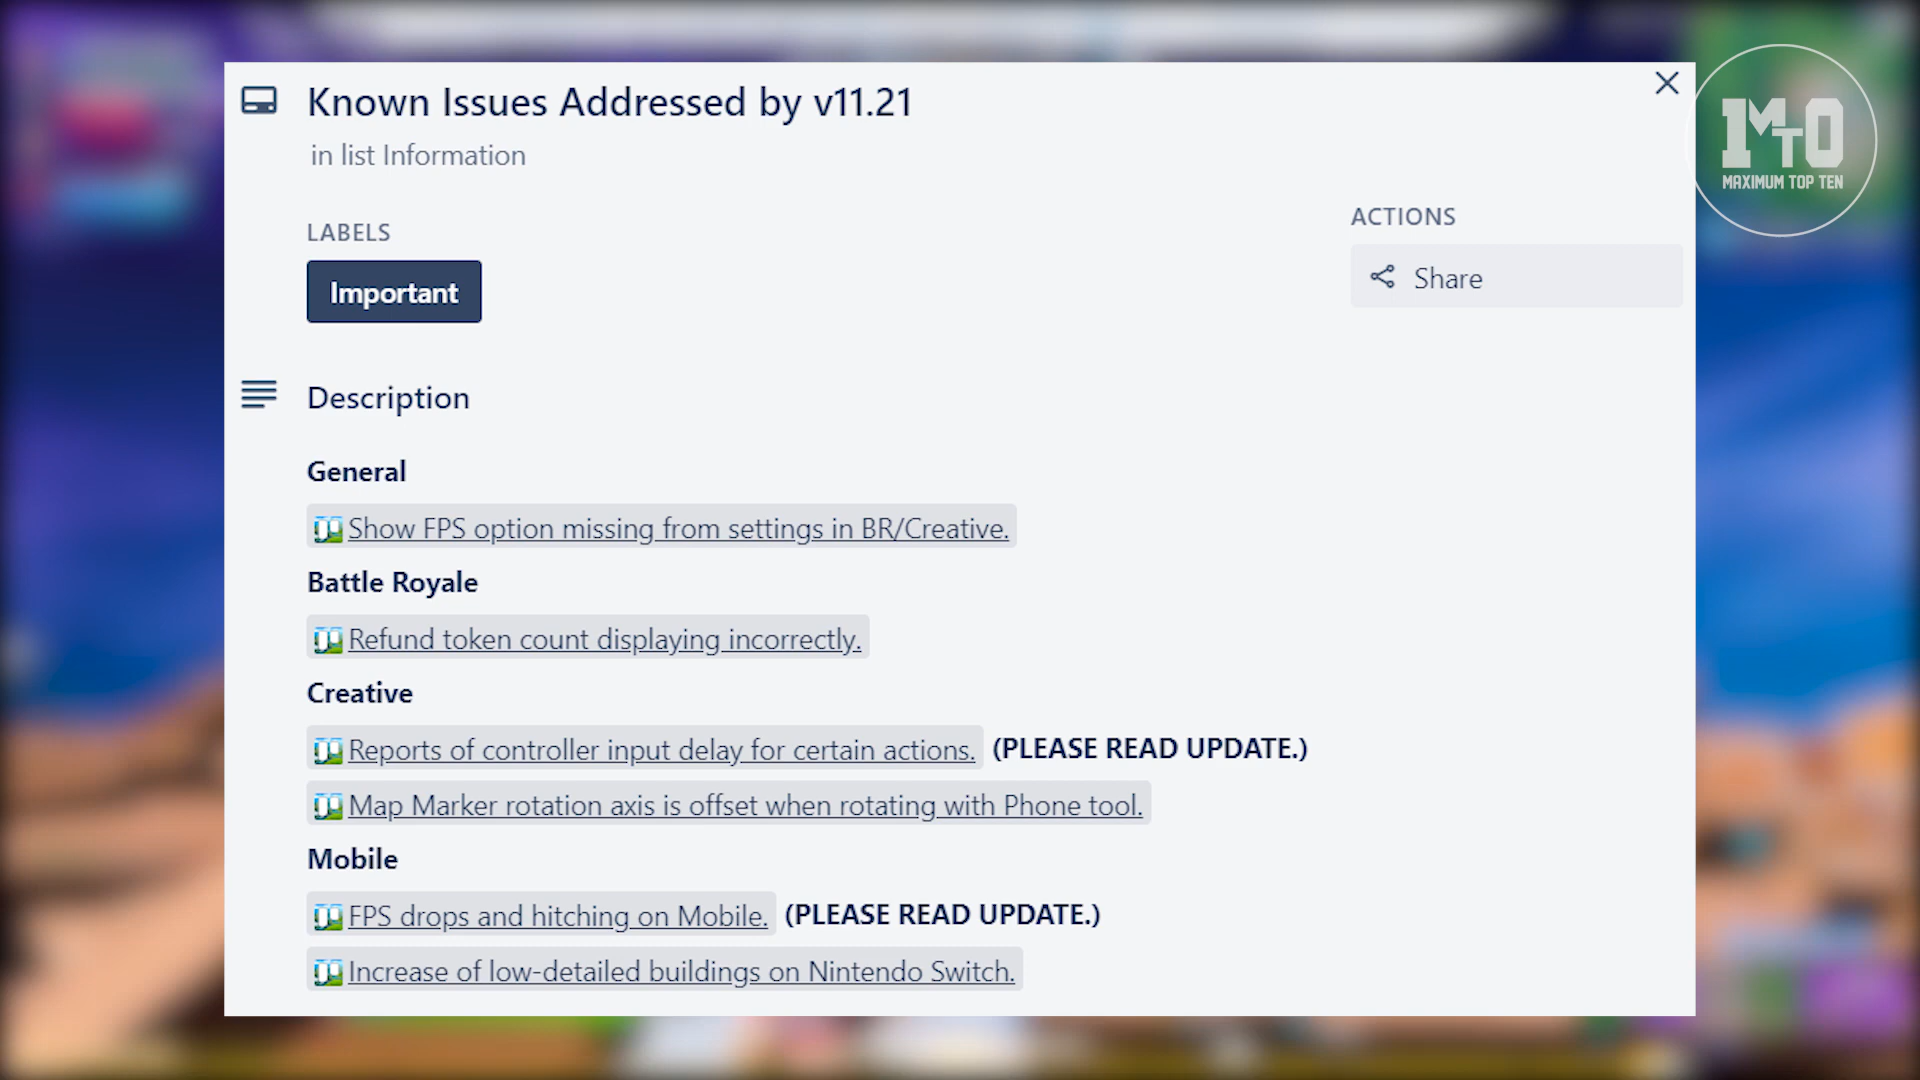 Known Issues Addressed by v11.21
in list Information
LABELS
Important
ACTIONS
Share
Description
General
Show FPS option missing from settings in BR/Creative.
Battle Royale
Refund token count displaying incorrectly.
Creative
Reports of controller input delay for certain actions. (PLEASE READ UPDATE.)
Map Marker rotation axis is offset when rotating with Phone tool.
Mobile
FPS drops and hitching on Mobile. (PLEASE READ UPDATE.)
Increase of low-detailed buildings on Nintendo Switch.
1MT0
MAXIMUM TOP TEN